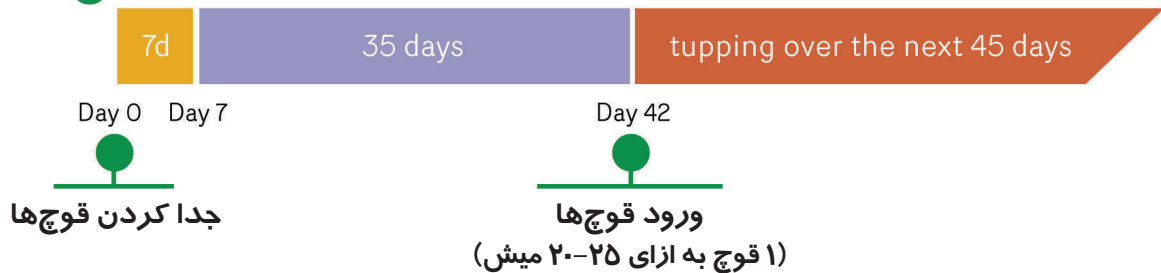 7d
35 days
tupping over the next 45 days
Day 0
Day 7
Day 42
جدا کردن قوچ‌ها
ورود قوچ‌ها
(۱ قوچ به ازای ۲۵-۲۰ میش)